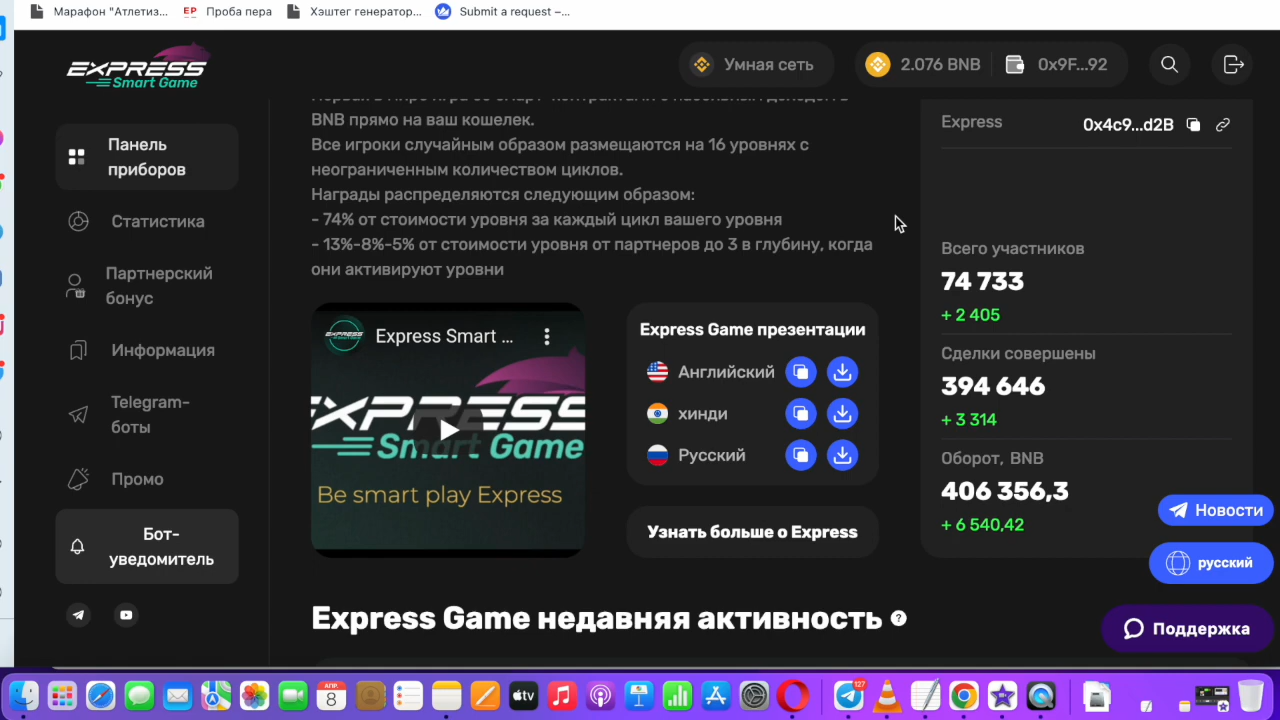 Марафон "Атлетиз...
EP Проба пера
Хэштег генератор...
Submit a request –...
EXPRESS
Smart Game
Умная сеть
2.076 BNB
0x9F...92
Панель
приборов
Статистика
Партнерский
бонус
Информация
Telegram-
боты
Промо
Бот-
уведомитель
BNB прямо на ваш кошелек.
Все игроки случайным образом размещаются на 16 уровнях с
неограниченным количеством циклов.
Награды распределяются следующим образом:
- 74% от стоимости уровня за каждый цикл вашего уровня
- 13%-8%-5% от стоимости уровня от партнеров до 3 в глубину, когда
они активируют уровни
Express Smart ...
EXPRESS
Smart Game
Be smart play Express
Express Game презентации
Английский
хинди
Русский
Узнать больше о Express
Express
0x4c9...d2B
Всего участников
74 733
+ 2 405
Сделки совершены
394 646
+ 3 314
Оборот, BNB
406 356,3
+ 6 540,42
Новости
русский
Поддержка
Express Game недавняя активность ?
АПР.
8
tv
127